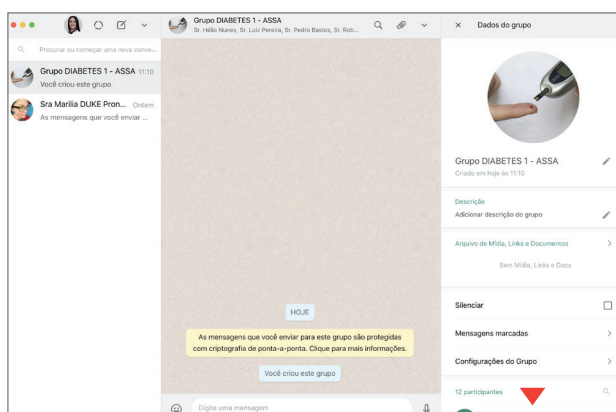 Procurar ou começar uma nova conve...
Grupo DIABETES 1 - ASSA 11:10
Você criou este grupo
Sra Marilia DUKE Pron... Ontem
As mensagens que você enviar ...
Grupo DIABETES 1 - ASSA
Sr. Hélio Nunes, Sr. Luiz Pereira, Sr. Pedro Bastos, Sr. Rob...
HOJE
As mensagens que você enviar para este grupo são protegidas
com criptografia de ponta-a-ponta. Clique para mais informações.
Você criou este grupo
Digite uma mensagem
Dados do grupo
Grupo DIABETES 1 - ASSA
Criado em hoje às 11:10
Descrição
Adicionar descrição do grupo
Arquivo de Mídia, Links e Documentos
Sem Mídia, Links e Docs
Silenciar
Mensagens marcadas
Configurações do Grupo
12 participantes